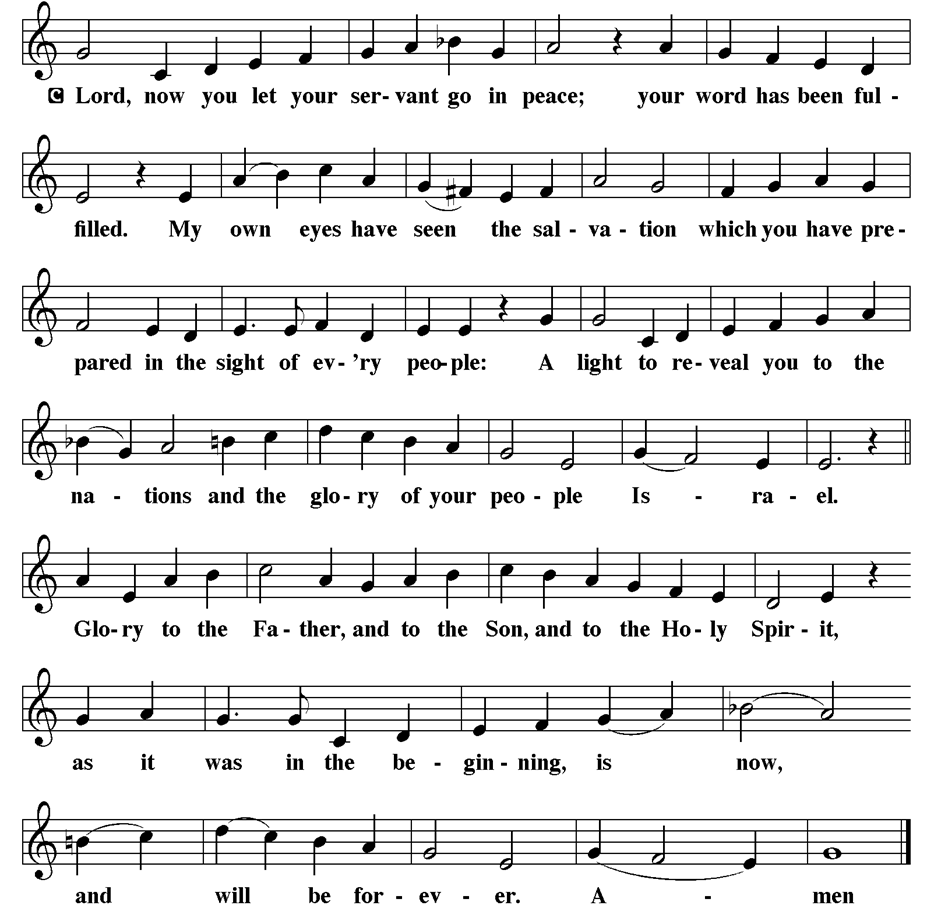 C Lord, now you let your ser- vant go in peace; your word has been ful -
filled. My own eyes have seen the sal - va - tion which you have pre -
pared in the sight of ev- ’ry peo- ple: A light to re- veal you to the
na - tions and the glo- ry of your peo - ple Is - ra - el.
Glo- ry to the Fa - ther, and to the Son, and to the Ho - ly Spir - it,
as it was in the be - gin - ning, is now,
and will be for - ev - er. A - men